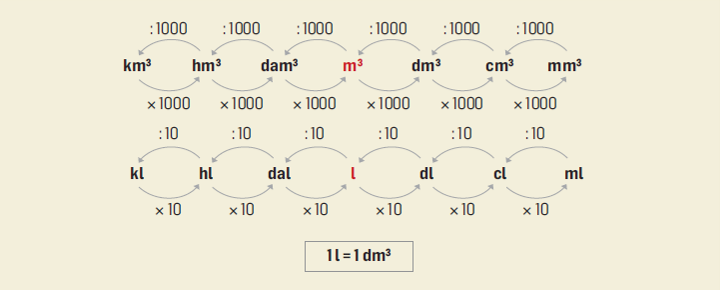 :1000 :1000 :1000 :1000 :1000 :1000
km³ hm³ dam³ m³ dm³ cm³ mm³
×1000 ×1000 ×1000 ×1000 ×1000 ×1000
:10 :10 :10 :10 :10 :10
kl hl dal l dl cl ml
×10 ×10 ×10 ×10 ×10 ×10
1 l = 1 dm³